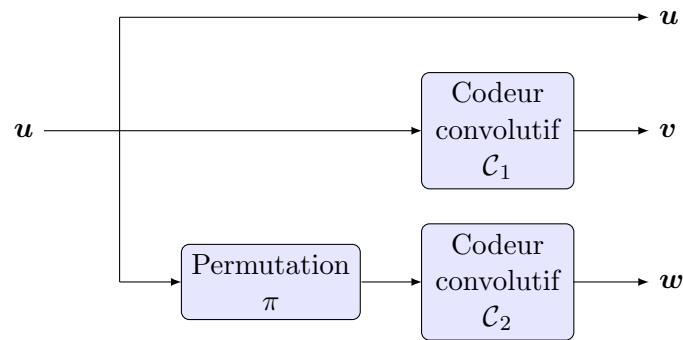 u
Codeur
convolutif
C₁
u
v
Permutation
π
Codeur
convolutif
C₂
w